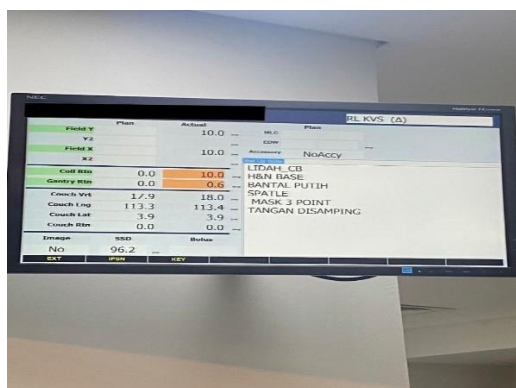 NEC
RL KVS (Δ)
Plan Actual
Field Y 10.0
Y2
Field X 10.0
X2
Coll Rtn 0.0 10.0
Gantry Rtn 0.0 0.6
Couch Vrt 17.9 18.0
Couch Lng 113.3 113.4
Couch Lat 3.9 3.9
Couch Rtn 0.0 0.0
Image SSD Bolus
No 96.2
EXT IPSN KEY
Plan
MLC
EDW
Accessory NoAccy
LIDAH_CB
H&N BASE
BANTAL PUTIH
SPATLE
MASK 3 POINT
TANGAN DISAMPING